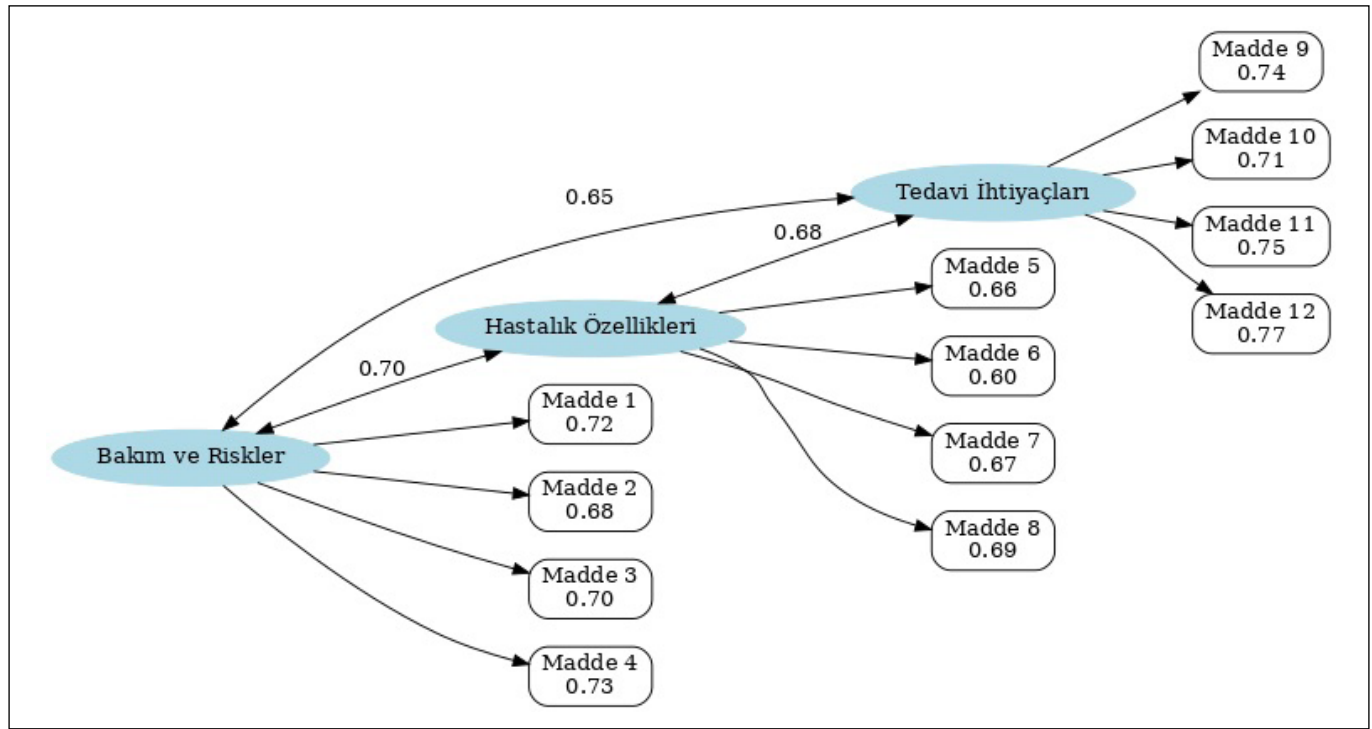 Madde 9
0.74
Madde 10
0.71
Tedavi İhtiyaçları
0.65
Madde 11
0.75
0.68
Madde 5
0.66
Madde 12
0.77
Hastalık Özellikleri
Madde 6
0.60
0.70
Madde 1
0.72
Madde 7
0.67
Bakım ve Riskler
Madde 2
0.68
Madde 8
0.69
Madde 3
0.70
Madde 4
0.73